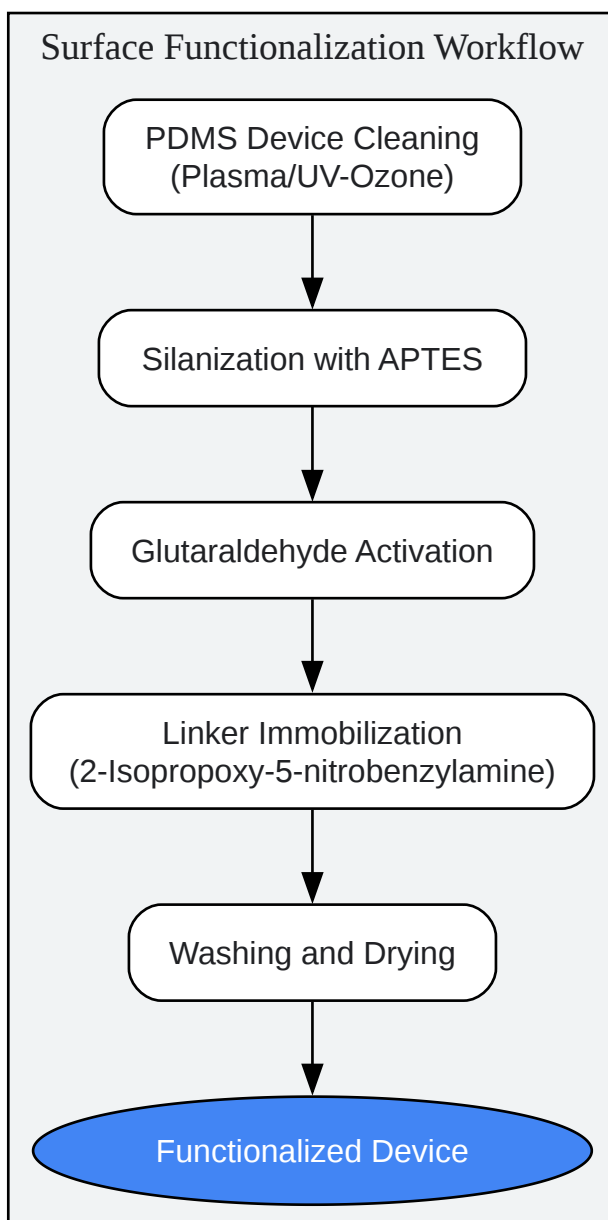 Surface Functionalization Workflow
PDMS Device Cleaning
(Plasma/UV-Ozone)
Silanization with APTES
Glutaraldehyde Activation
Linker Immobilization
(2-Isopropoxy-5-nitrobenzylamine)
Washing and Drying
Functionalized Device